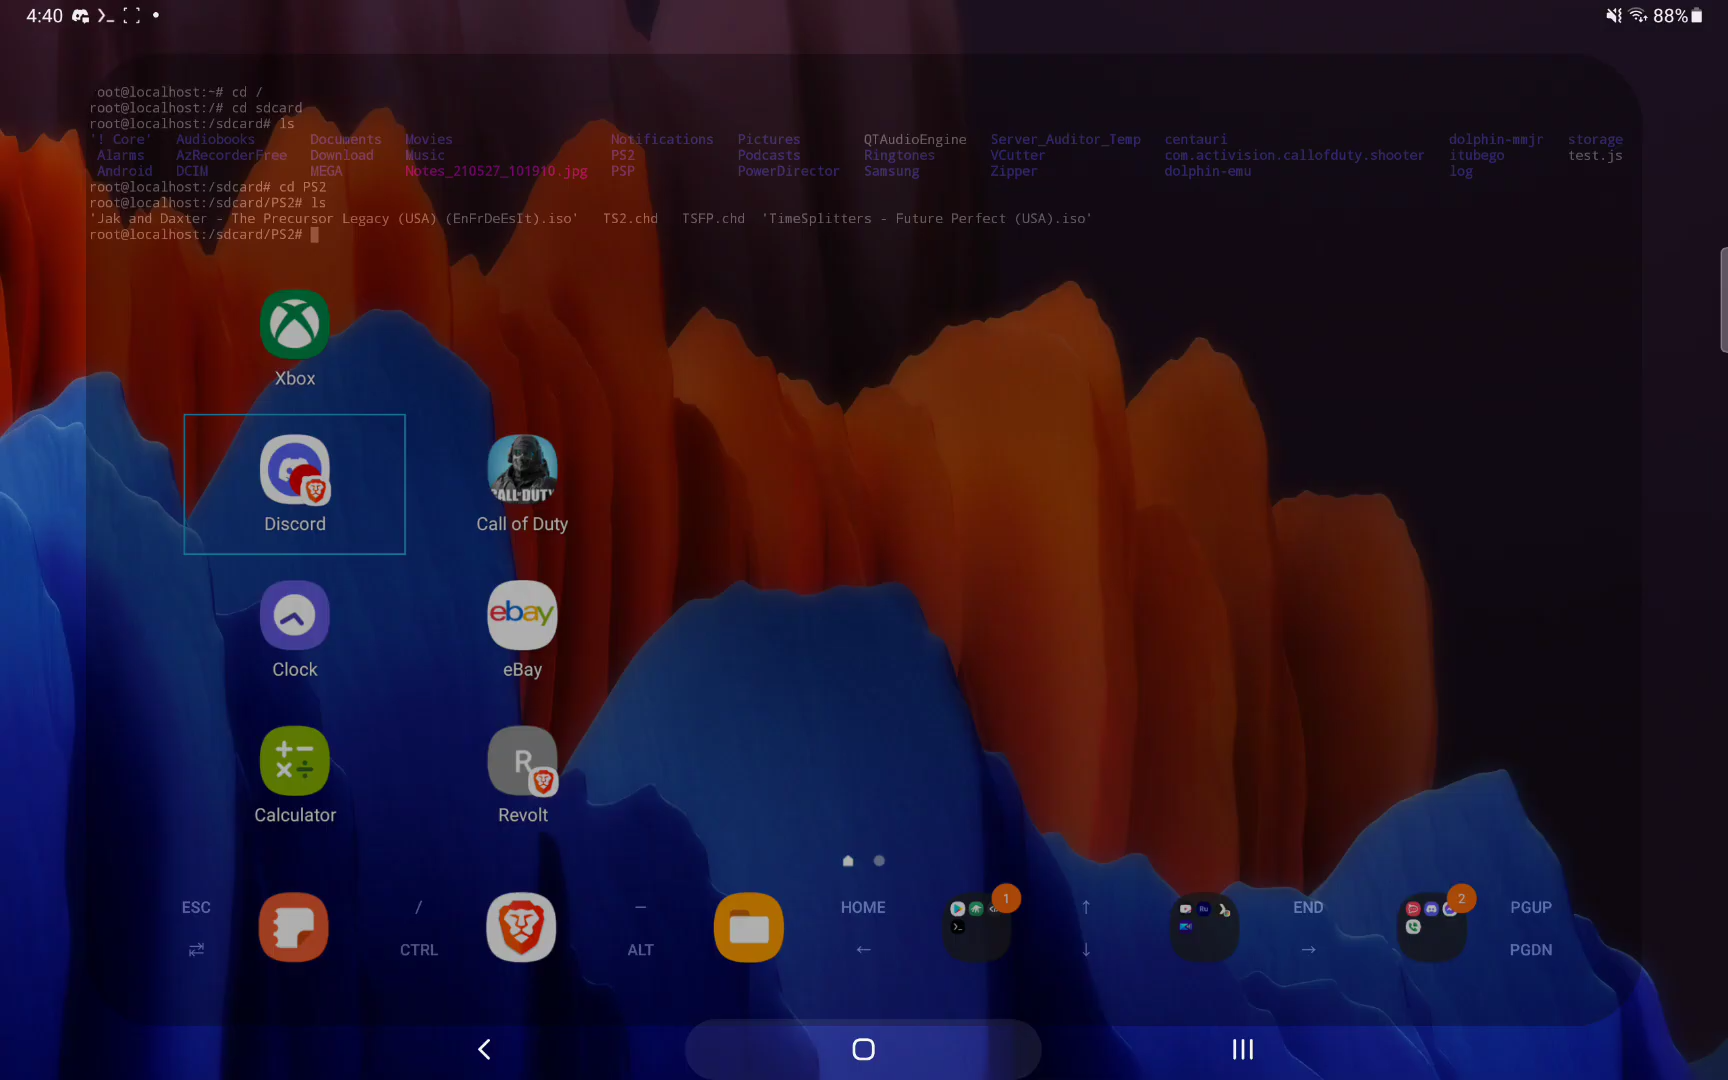 4:40
88%
oot@localhost:~# cd /
root@localhost:/# cd sdcard
root@localhost:/sdcard# ls
'! Core' Audiobooks Documents Movies Notifications Pictures QTAudioEngine Server_Auditor_Temp centauri dolphin-mmjr storage
Alarms AzRecorderFree Download Music PS2 Podcasts Ringtones VCutter com.activision.callofduty.shooter itubego test.js
Android DCIM MEGA Notes_210527_101910.jpg PSP PowerDirector Samsung Zipper dolphin-emu log
root@localhost:/sdcard# cd PS2
root@localhost:/sdcard/PS2# ls
'Jak and Daxter - The Precursor Legacy (USA) (EnFrDeEsIt).iso' TS2.chd TSFP.chd 'TimeSplitters - Future Perfect (USA).iso'
root@localhost:/sdcard/PS2#
Xbox
CALL·DUTY
Discord
Call of Duty
ebay
Clock
eBay
R
Calculator
Revolt
1
2
ESC / — HOME ↑ END PGUP
CTRL ALT ← ↓ → PGDN